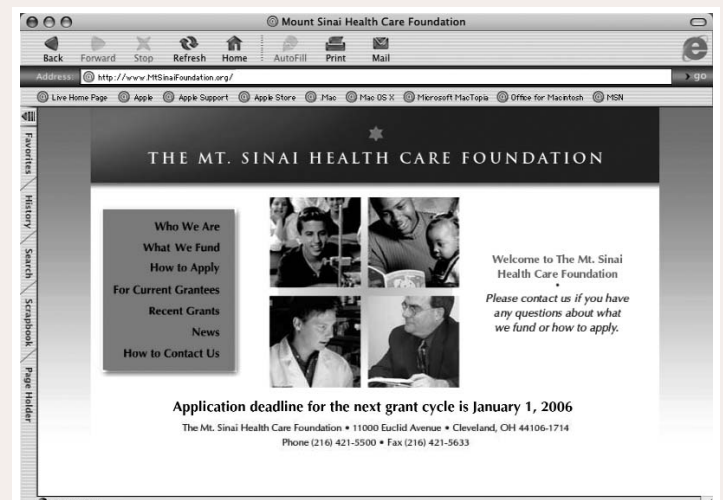 Mount Sinai Health Care Foundation
Back Forward Stop Refresh Home AutoFill Print Mail
Address: http://www.MtSinaiFoundation.org/ go
Live Home Page Apple Apple Support Apple Store .Mac Mac OS X Microsoft MacTopia Office for Macintosh MSN
Favorites
History
Search
Scrapbook
Page Holder
THE MT. SINAI HEALTH CARE FOUNDATION
Who We Are
What We Fund
How to Apply
For Current Grantees
Recent Grants
News
How to Contact Us
Welcome to The Mt. Sinai
Health Care Foundation
•
Please contact us if you have
any questions about what
we fund or how to apply.
Application deadline for the next grant cycle is January 1, 2006
The Mt. Sinai Health Care Foundation • 11000 Euclid Avenue • Cleveland, OH 44106-1714
Phone (216) 421-5500 • Fax (216) 421-5633